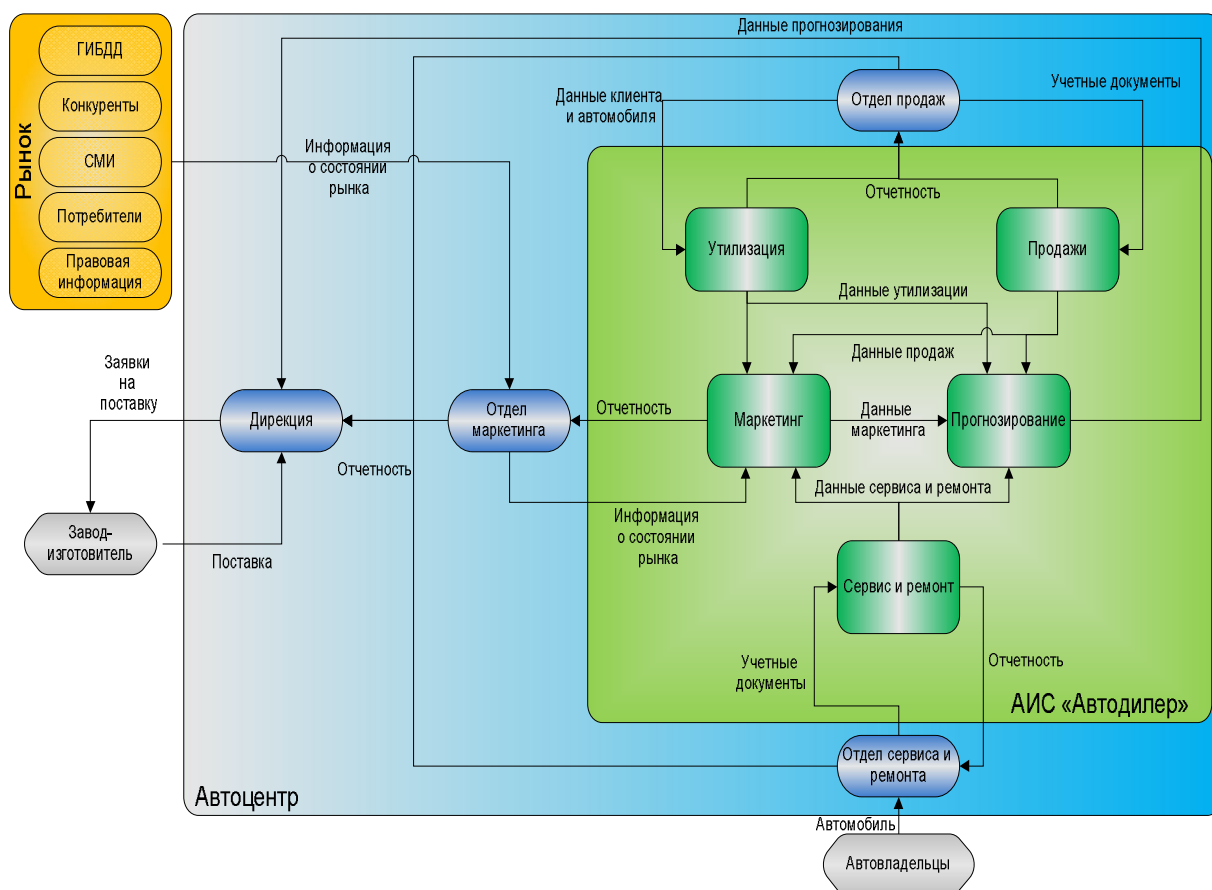 Рынок
ГИБДД
Конкуренты
СМИ
Потребители
Правовая
информация
Данные прогнозирования
Отдел продаж
Учетные документы
Данные клиента
и автомобиля
Информация
о состоянии
рынка
Отчетность
Утилизация
Продажи
Данные утилизации
Данные продаж
Заявки
на
поставку
Дирекция
Отдел
маркетинга
Отчетность
Маркетинг
Данные
маркетинга
Прогнозирование
Отчетность
Данные сервиса и ремонта
Информация
о состоянии
рынка
Завод-
изготовитель
Поставка
Сервис и ремонт
Учетные
документы
Отчетность
АИС «Автодилер»
Отдел сервиса и
ремонта
Автоцентр
Автомобиль
Автовладельцы